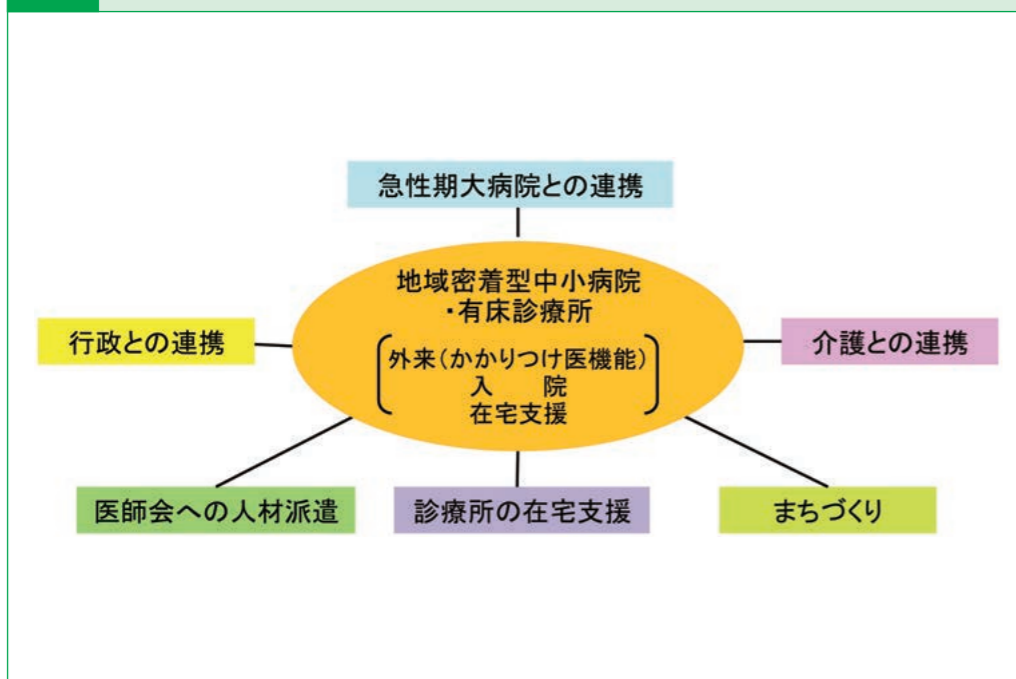 急性期大病院との連携
地域密着型中小病院
・有床診療所
外来(かかりつけ医機能)
入　　院
在宅支援
行政との連携
介護との連携
医師会への人材派遣
診療所の在宅支援
まちづくり